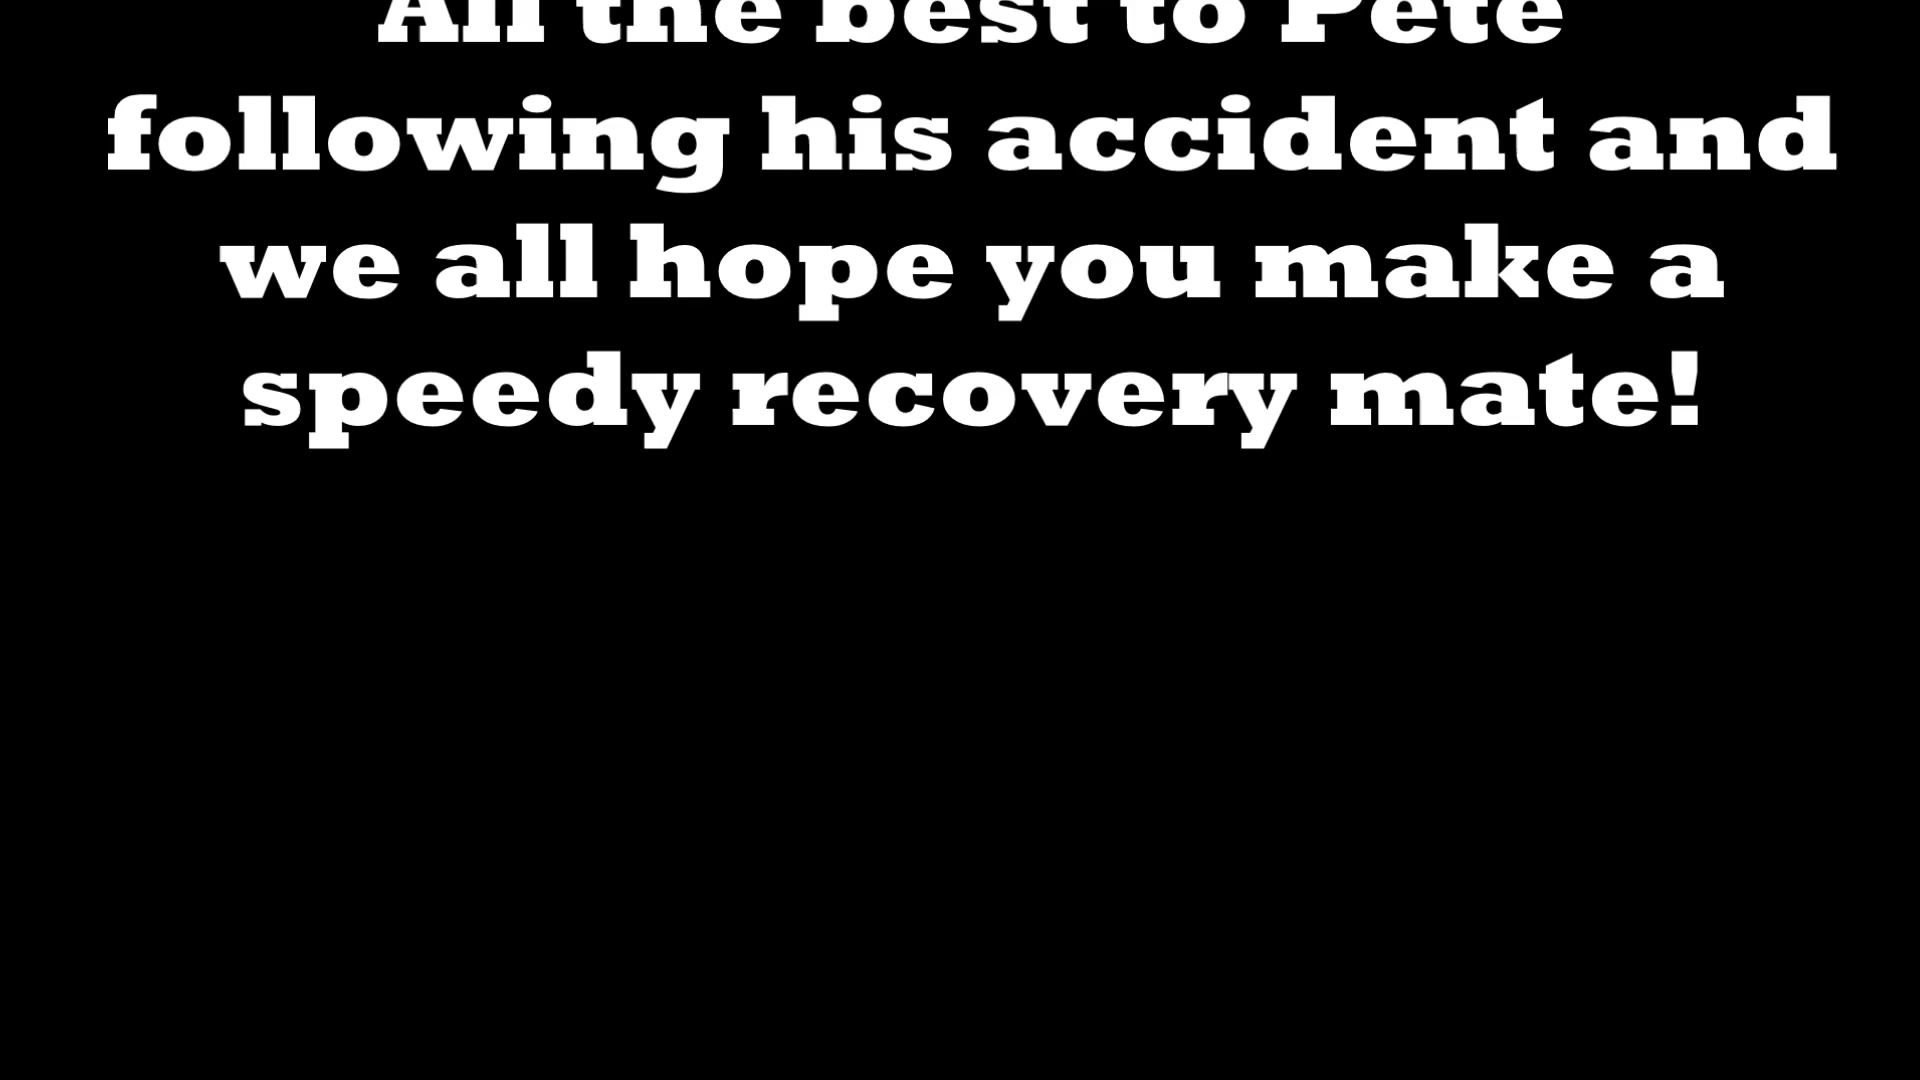 All the best to Pete
following his accident and
we all hope you make a
speedy recovery mate!